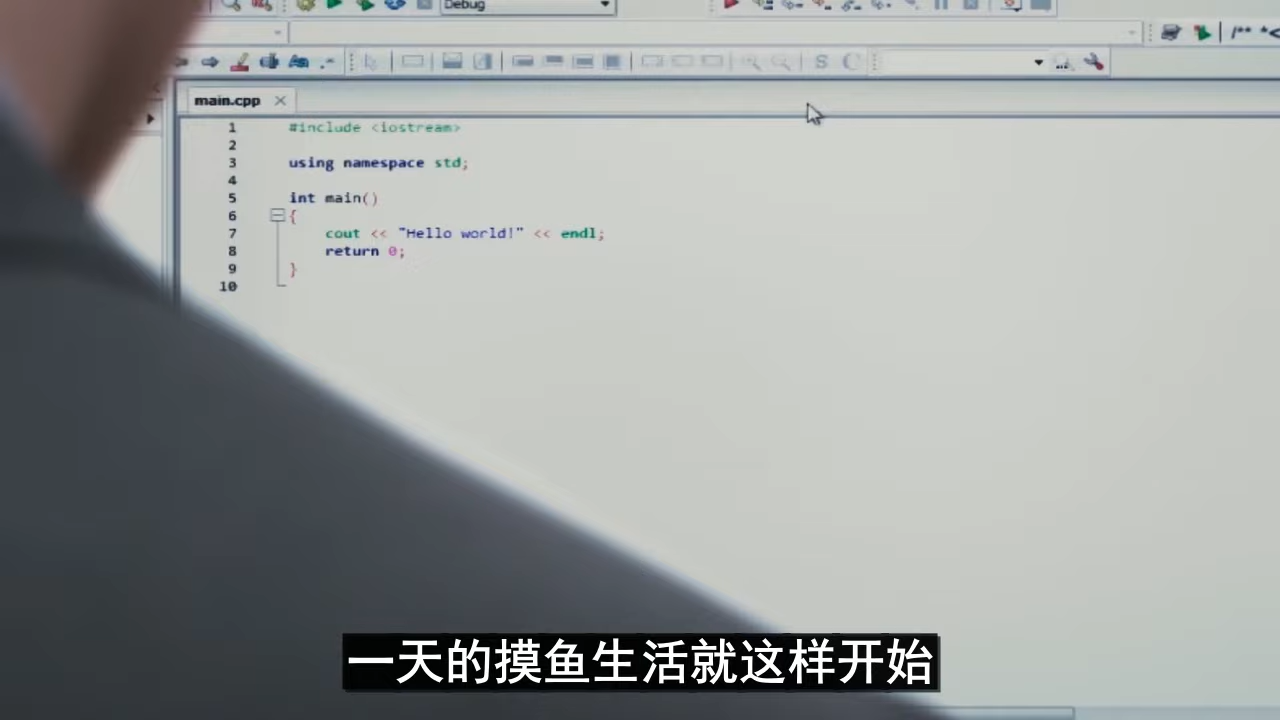 Debug
main.cpp
1 #include <iostream>
2
3 using namespace std;
4
5 int main()
6 {
7 cout << "Hello world!" << endl;
8 return 0;
9 }
10
一天的摸鱼生活就这样开始